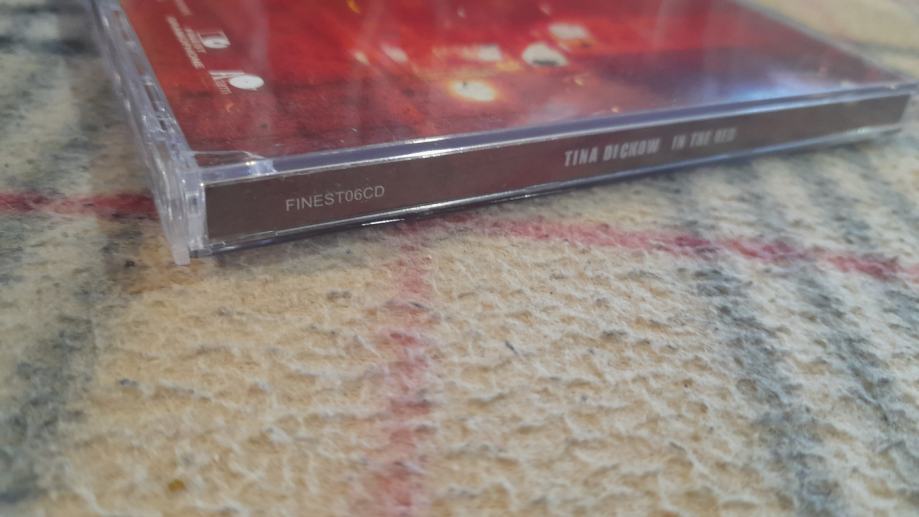 FINEST06CD
TINA DICKOW IN THE RED